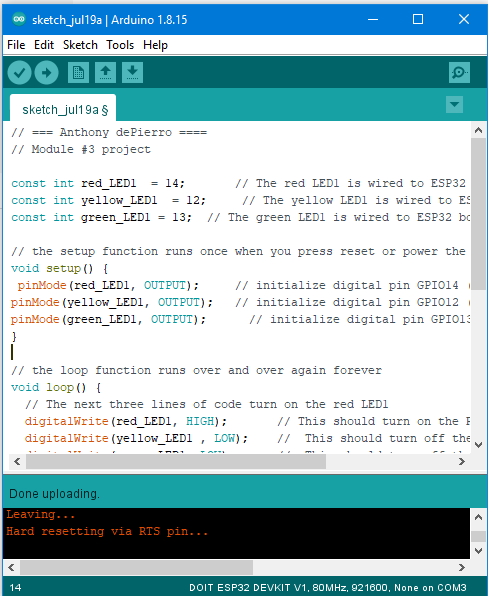 sketch_jul19a | Arduino 1.8.15
File Edit Sketch Tools Help
sketch_jul19a §
// === Anthony dePierro ====
// Module #3 project
const int red_LED1  = 14;       // The red LED1 is wired to ESP32
const int yellow_LED1  = 12;     // The yellow LED1 is wired to ES
const int green_LED1 = 13;  // The green LED1 is wired to ESP32 bo
// the setup function runs once when you press reset or power the
void setup() {
 pinMode(red_LED1, OUTPUT);     // initialize digital pin GPIO14
pinMode(yellow_LED1, OUTPUT);   // initialize digital pin GPIO12
pinMode(green_LED1, OUTPUT);      // initialize digital pin GPIO13
}
// the loop function runs over and over again forever
void loop() {
  // The next three lines of code turn on the red LED1
  digitalWrite(red_LED1, HIGH);       // This should turn on the R
  digitalWrite(yellow_LED1 , LOW);    //  This should turn off the
Done uploading.
Leaving...
Hard resetting via RTS pin...
14 DOIT ESP32 DEVKIT V1, 80MHz, 921600, None on COM3